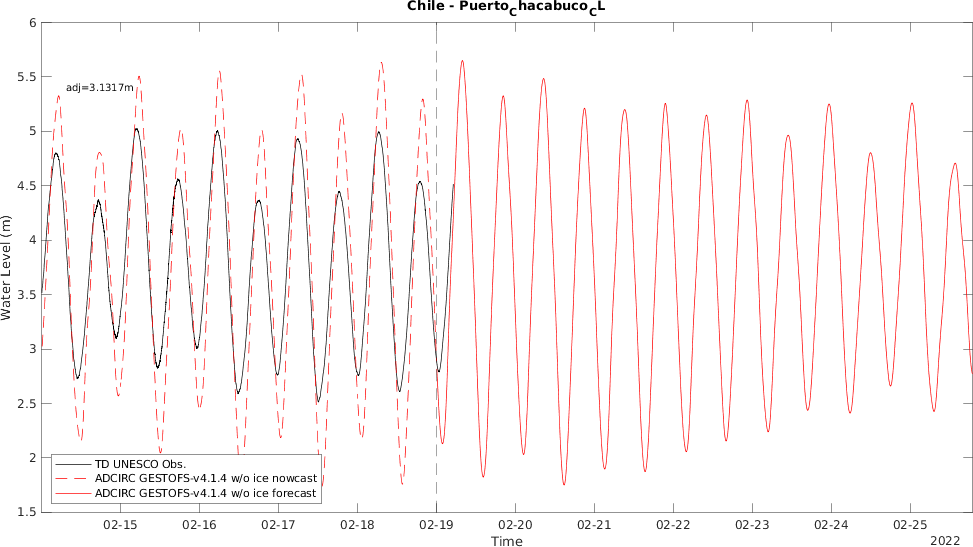 Chile - Puerto_Chacabuco_CL
6
5.5
adj=3.1317m
5
4.5
4
Water Level (m)
3.5
3
2.5
2
TD UNESCO Obs.
ADCIRC GESTOFS-v4.1.4 w/o ice nowcast
ADCIRC GESTOFS-v4.1.4 w/o ice forecast
1.5
02-15 02-16 02-17 02-18 02-19 02-20 02-21 02-22 02-23 02-24 02-25
Time
2022